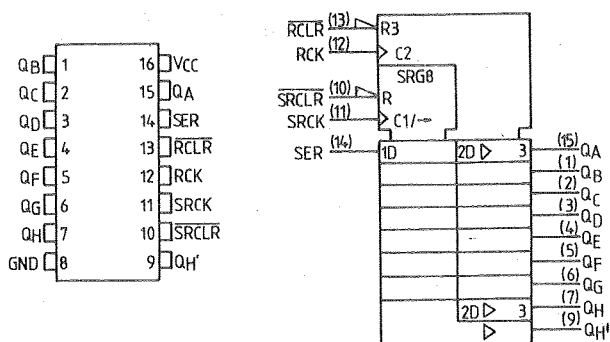 QB 1 16 VCC
QC 2 15 QA
QD 3 14 SER
QE 4 13 RCLR
QF 5 12 RCK
QG 6 11 SRCK
QH 7 10 SRCLR
GND 8 9 QH'
RCLR (13) R3
RCK (12) C2
SRG8
SRCLR (10) R
SRCK (11) C1/→
SER (14) 1D 2D ▷ 3 (15) QA
(1) QB
(2) QC
(3) QD
(4) QE
(5) QF
(6) QG
2D ▷ 3 (7) QH
▷ (9) QH'